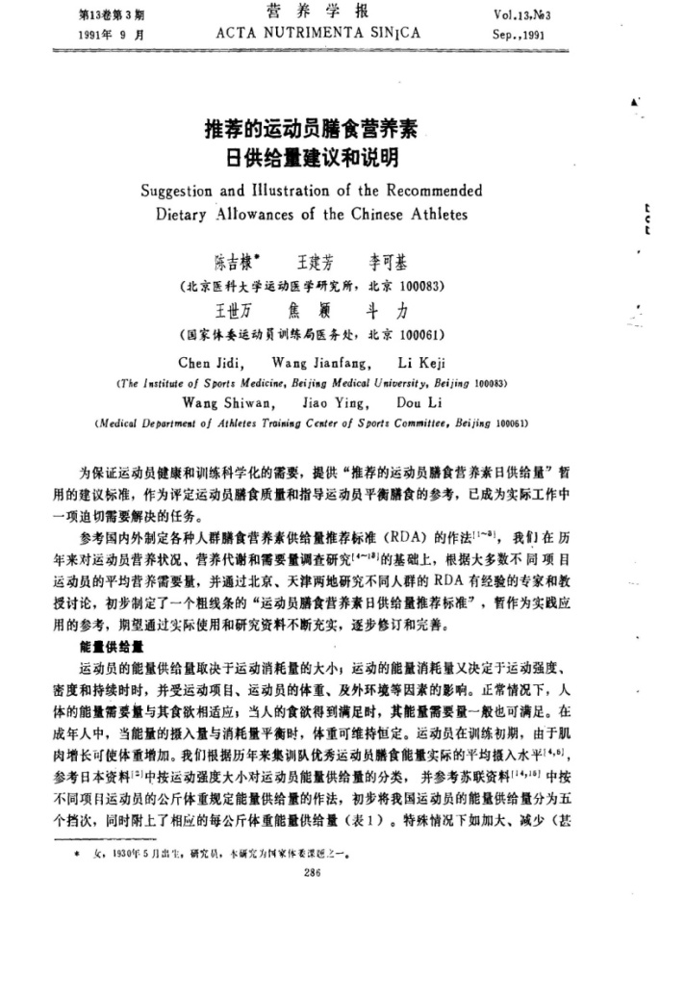 第13卷第3期 营养学报 Vol.13,№3
1991年 9 月 ACTA NUTRIMENTA SINICA Sep.,1991
推荐的运动员膳食营养素
日供给量建议和说明
Suggestion and Illustration of the Recommended
Dietary Allowances of the Chinese Athletes
陈吉棣* 王建芳 李可基
(北京医科大学运动医学研究所，北京 100083)
王世万 焦颖 斗力
(国家体委运动员训练局医务处，北京 100061)
Chen Jidi, Wang Jianfang, Li Keji
(The Institute of Sports Medicine, Beijing Medical University, Beijing 100083)
Wang Shiwan, Jiao Ying, Dou Li
(Medical Department of Athletes Training Center of Sports Committee, Beijing 100061)
为保证运动员健康和训练科学化的需要，提供“推荐的运动员膳食营养素日供给量”暂
用的建议标准，作为评定运动员膳食质量和指导运动员平衡膳食的参考，已成为实际工作中
一项迫切需要解决的任务。
参考国内外制定各种人群膳食营养素供给量推荐标准（RDA）的作法[1~3]，我们在历
年来对运动员营养状况、营养代谢和需要量调查研究[4~13]的基础上，根据大多数不同项目
运动员的平均营养需要量，并通过北京、天津两地研究不同人群的 RDA 有经验的专家和教
授讨论，初步制定了一个粗线条的“运动员膳食营养素日供给量推荐标准”，暂作为实践应
用的参考，期望通过实际使用和研究资料不断充实，逐步修订和完善。
能量供给量
运动员的能量供给量取决于运动消耗量的大小；运动的能量消耗量又决定于运动强度、
密度和持续时时，并受运动项目、运动员的体重、及外环境等因素的影响。正常情况下，人
体的能量需要量与其食欲相适应；当人的食欲得到满足时，其能量需要量一般也可满足。在
成年人中，当能量的摄入量与消耗量平衡时，体重可维持恒定。运动员在训练初期，由于肌
肉增长可使体重增加。我们根据历年来集训队优秀运动员膳食能量实际的平均摄入水平[4,6]，
参考日本资料[2]中按运动强度大小对运动员能量供给量的分类，并参考苏联资料[14,15]中按
不同项目运动员的公斤体重规定能量供给量的作法，初步将我国运动员的能量供给量分为五
个挡次，同时附上了相应的每公斤体重能量供给量（表1）。特殊情况下如加大、减少（甚
* 女，1930年5月出生，研究员，本研究为国家体委课题之一。
286